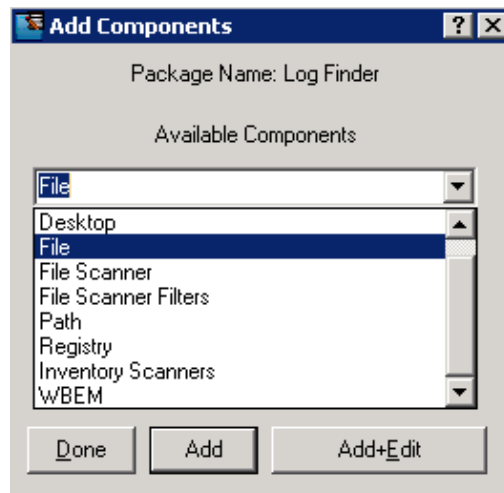 Add Components
Package Name: Log Finder
Available Components
File
Desktop
File
File Scanner
File Scanner Filters
Path
Registry
Inventory Scanners
WBEM
Done Add Add+Edit